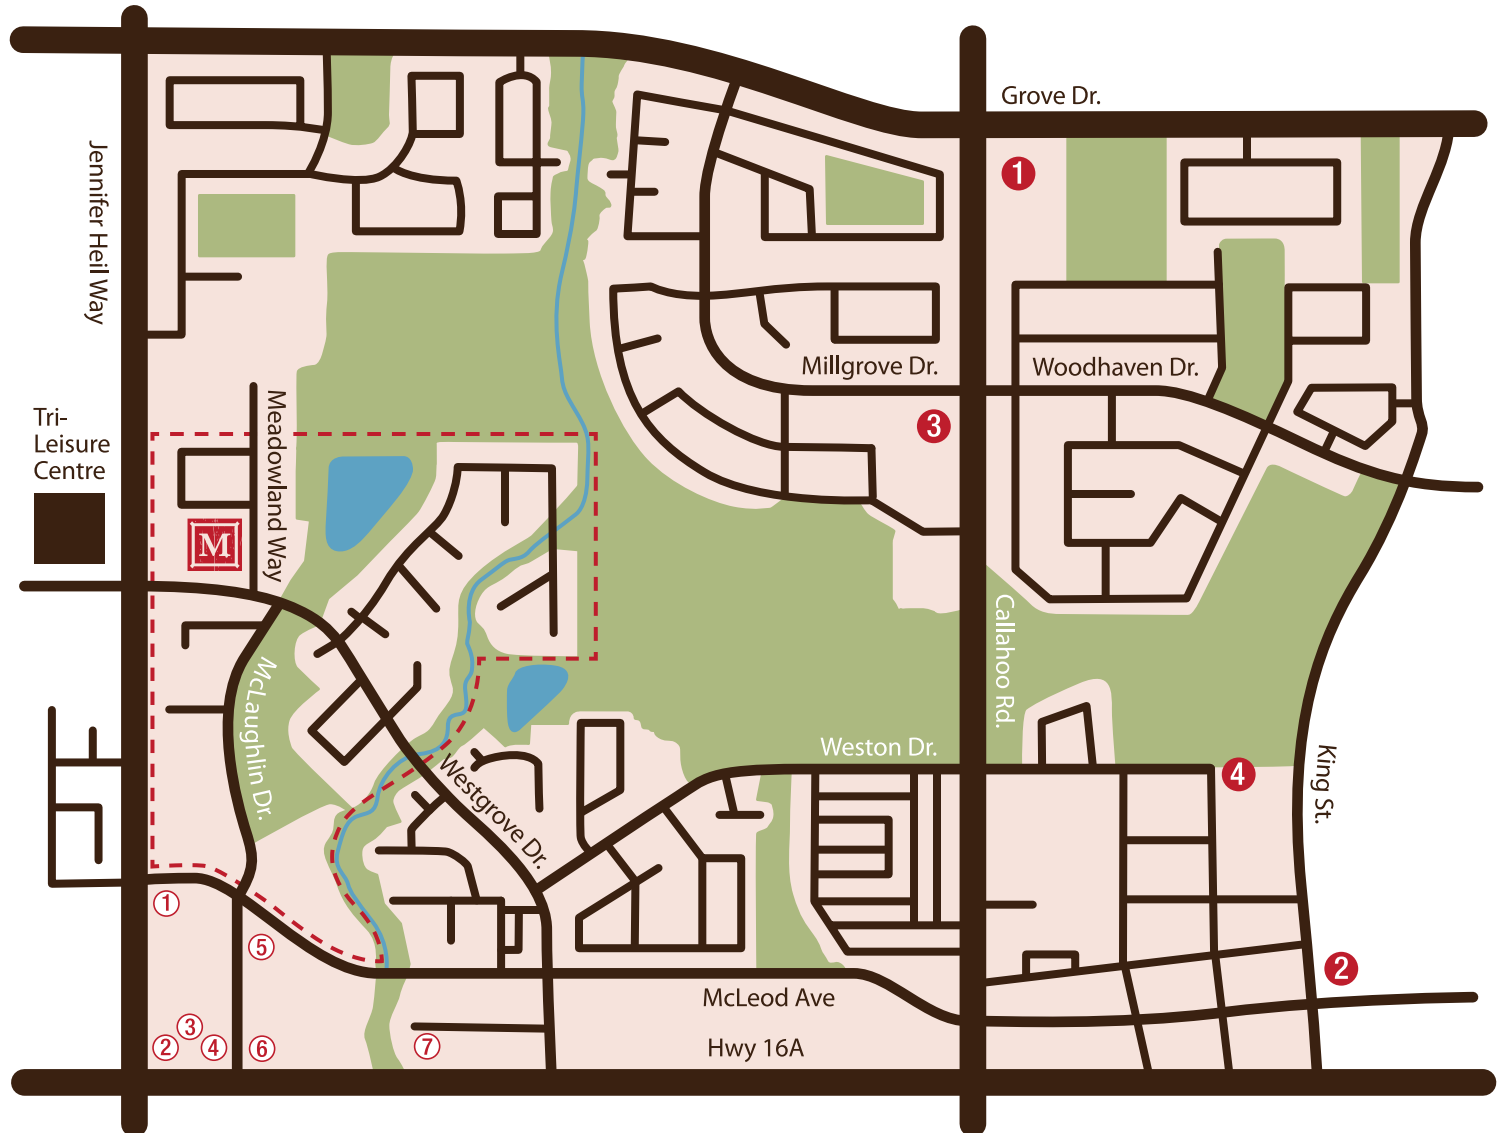 Grove Dr.
1
Jennifer Heil Way
Millgrove Dr.
Woodhaven Dr.
3
Tri-
Leisure
Centre
Meadowland Way
M
Callahoo Rd.
McLaughlin Dr.
Weston Dr.
4
King St.
Westgrove Dr.
1
5
2
McLeod Ave
3
2
4
6
7
Hwy 16A